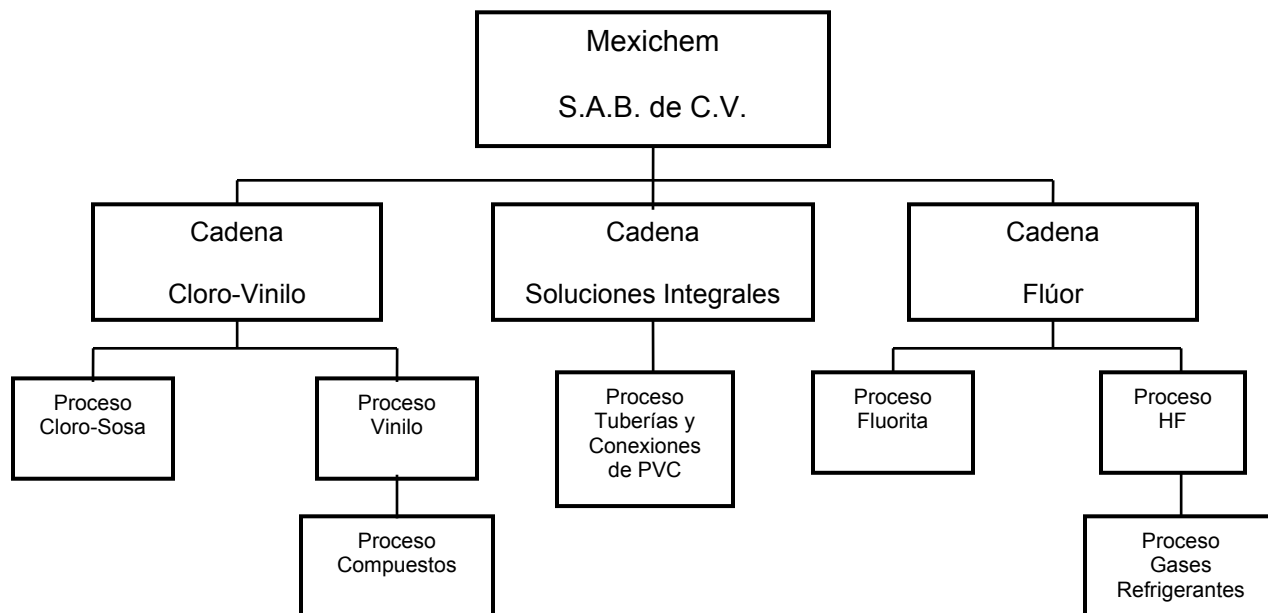 Mexichem
S.A.B. de C.V.
Cadena
Cloro-Vinilo
Cadena
Soluciones Integrales
Cadena
Flúor
Proceso
Cloro-Sosa
Proceso
Vinilo
Proceso
Tuberías y
Conexiones
de PVC
Proceso
Fluorita
Proceso
HF
Proceso
Compuestos
Proceso
Gases
Refrigerantes